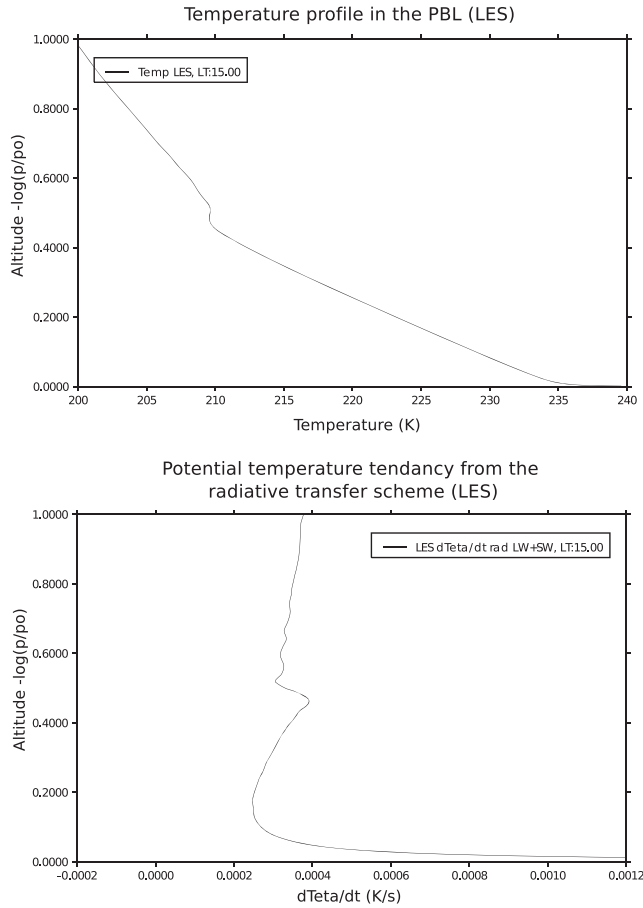 Temperature profile in the PBL (LES)
1.0000
Temp LES, LT:15.00
0.8000
0.6000
0.4000
0.2000
0.0000
Altitude -log(p/po)
200 205 210 215 220 225 230 235 240
Temperature (K)
Potential temperature tendancy from the
radiative transfer scheme (LES)
1.0000
LES dTeta/dt rad LW+SW, LT:15.00
0.8000
0.6000
0.4000
0.2000
0.0000
Altitude -log(p/po)
-0.0002 0.0000 0.0002 0.0004 0.0006 0.0008 0.0010 0.0012
dTeta/dt (K/s)